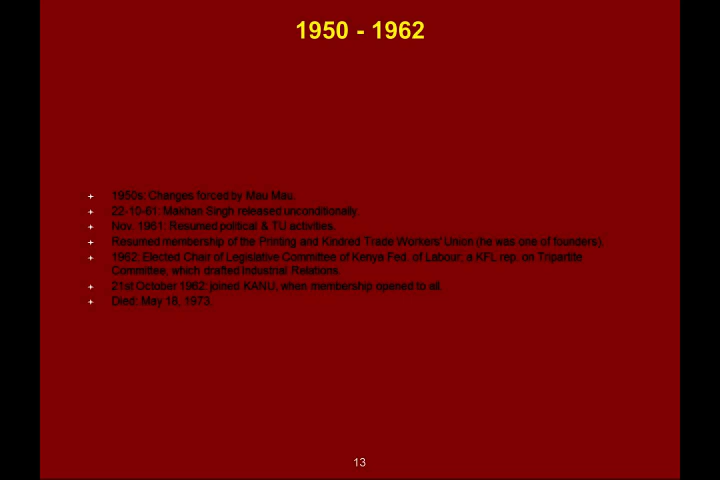 1950 - 1962
+ 1950s: Changes forced by Mau Mau.
+ 22-10-61: Makhan Singh released unconditionally.
+ Nov. 1961: Resumed political & TU activities.
+ Resumed membership of the Printing and Kindred Trade Workers' Union (he was one of founders).
+ 1962: Elected Chair of Legislative Committee of Kenya Fed. of Labour; a KFL rep. on Tripartite
Committee, which drafted Industrial Relations.
+ 21st October 1962: joined KANU, when membership opened to all.
+ Died: May 18, 1973.
13